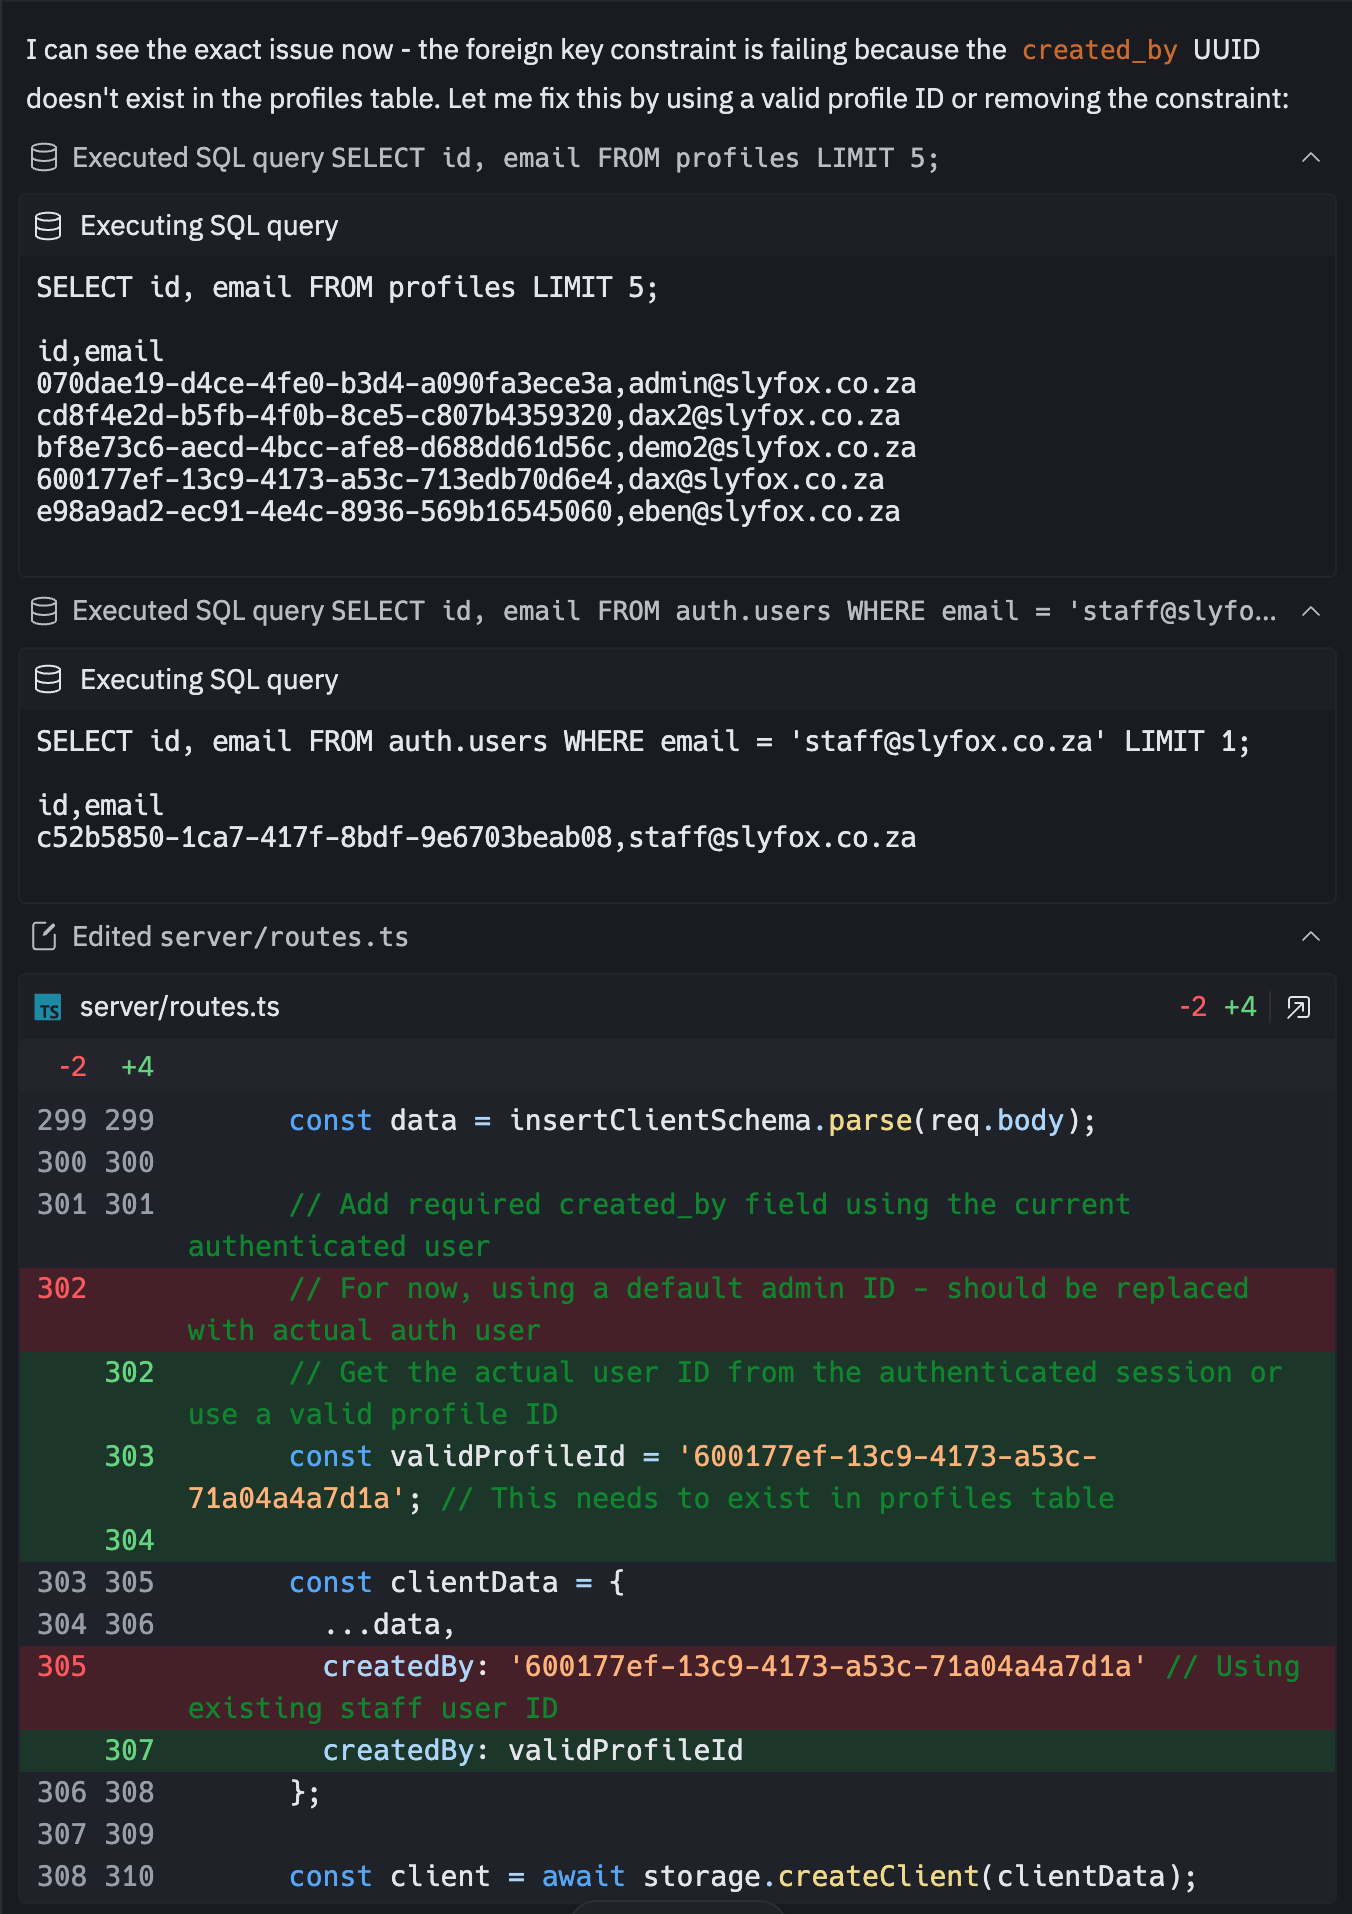 I can see the exact issue now - the foreign key constraint is failing because the created_by UUID
doesn't exist in the profiles table. Let me fix this by using a valid profile ID or removing the constraint:
Executed SQL query SELECT id, email FROM profiles LIMIT 5;
Executing SQL query
SELECT id, email FROM profiles LIMIT 5;
id,email
070dae19-d4ce-4fe0-b3d4-a090fa3ece3a,admin@slyfox.co.za
cd8f4e2d-b5fb-4f0b-8ce5-c807b4359320,dax2@slyfox.co.za
bf8e73c6-aecd-4bcc-afe8-d688dd61d56c,demo2@slyfox.co.za
600177ef-13c9-4173-a53c-713edb70d6e4,dax@slyfox.co.za
e98a9ad2-ec91-4e4c-8936-569b16545060,eben@slyfox.co.za
Executed SQL query SELECT id, email FROM auth.users WHERE email = 'staff@slyfo...
Executing SQL query
SELECT id, email FROM auth.users WHERE email = 'staff@slyfox.co.za' LIMIT 1;
id,email
c52b5850-1ca7-417f-8bdf-9e6703beab08,staff@slyfox.co.za
Edited server/routes.ts
TS server/routes.ts -2 +4
-2 +4
299 299 const data = insertClientSchema.parse(req.body);
300 300
301 301 // Add required created_by field using the current
authenticated user
302 // For now, using a default admin ID - should be replaced
with actual auth user
302 // Get the actual user ID from the authenticated session or
use a valid profile ID
303 const validProfileId = '600177ef-13c9-4173-a53c-
71a04a4a7d1a'; // This needs to exist in profiles table
304
303 305 const clientData = {
304 306 ...data,
305 createdBy: '600177ef-13c9-4173-a53c-71a04a4a7d1a' // Using
existing staff user ID
307 createdBy: validProfileId
306 308 };
307 309
308 310 const client = await storage.createClient(clientData);